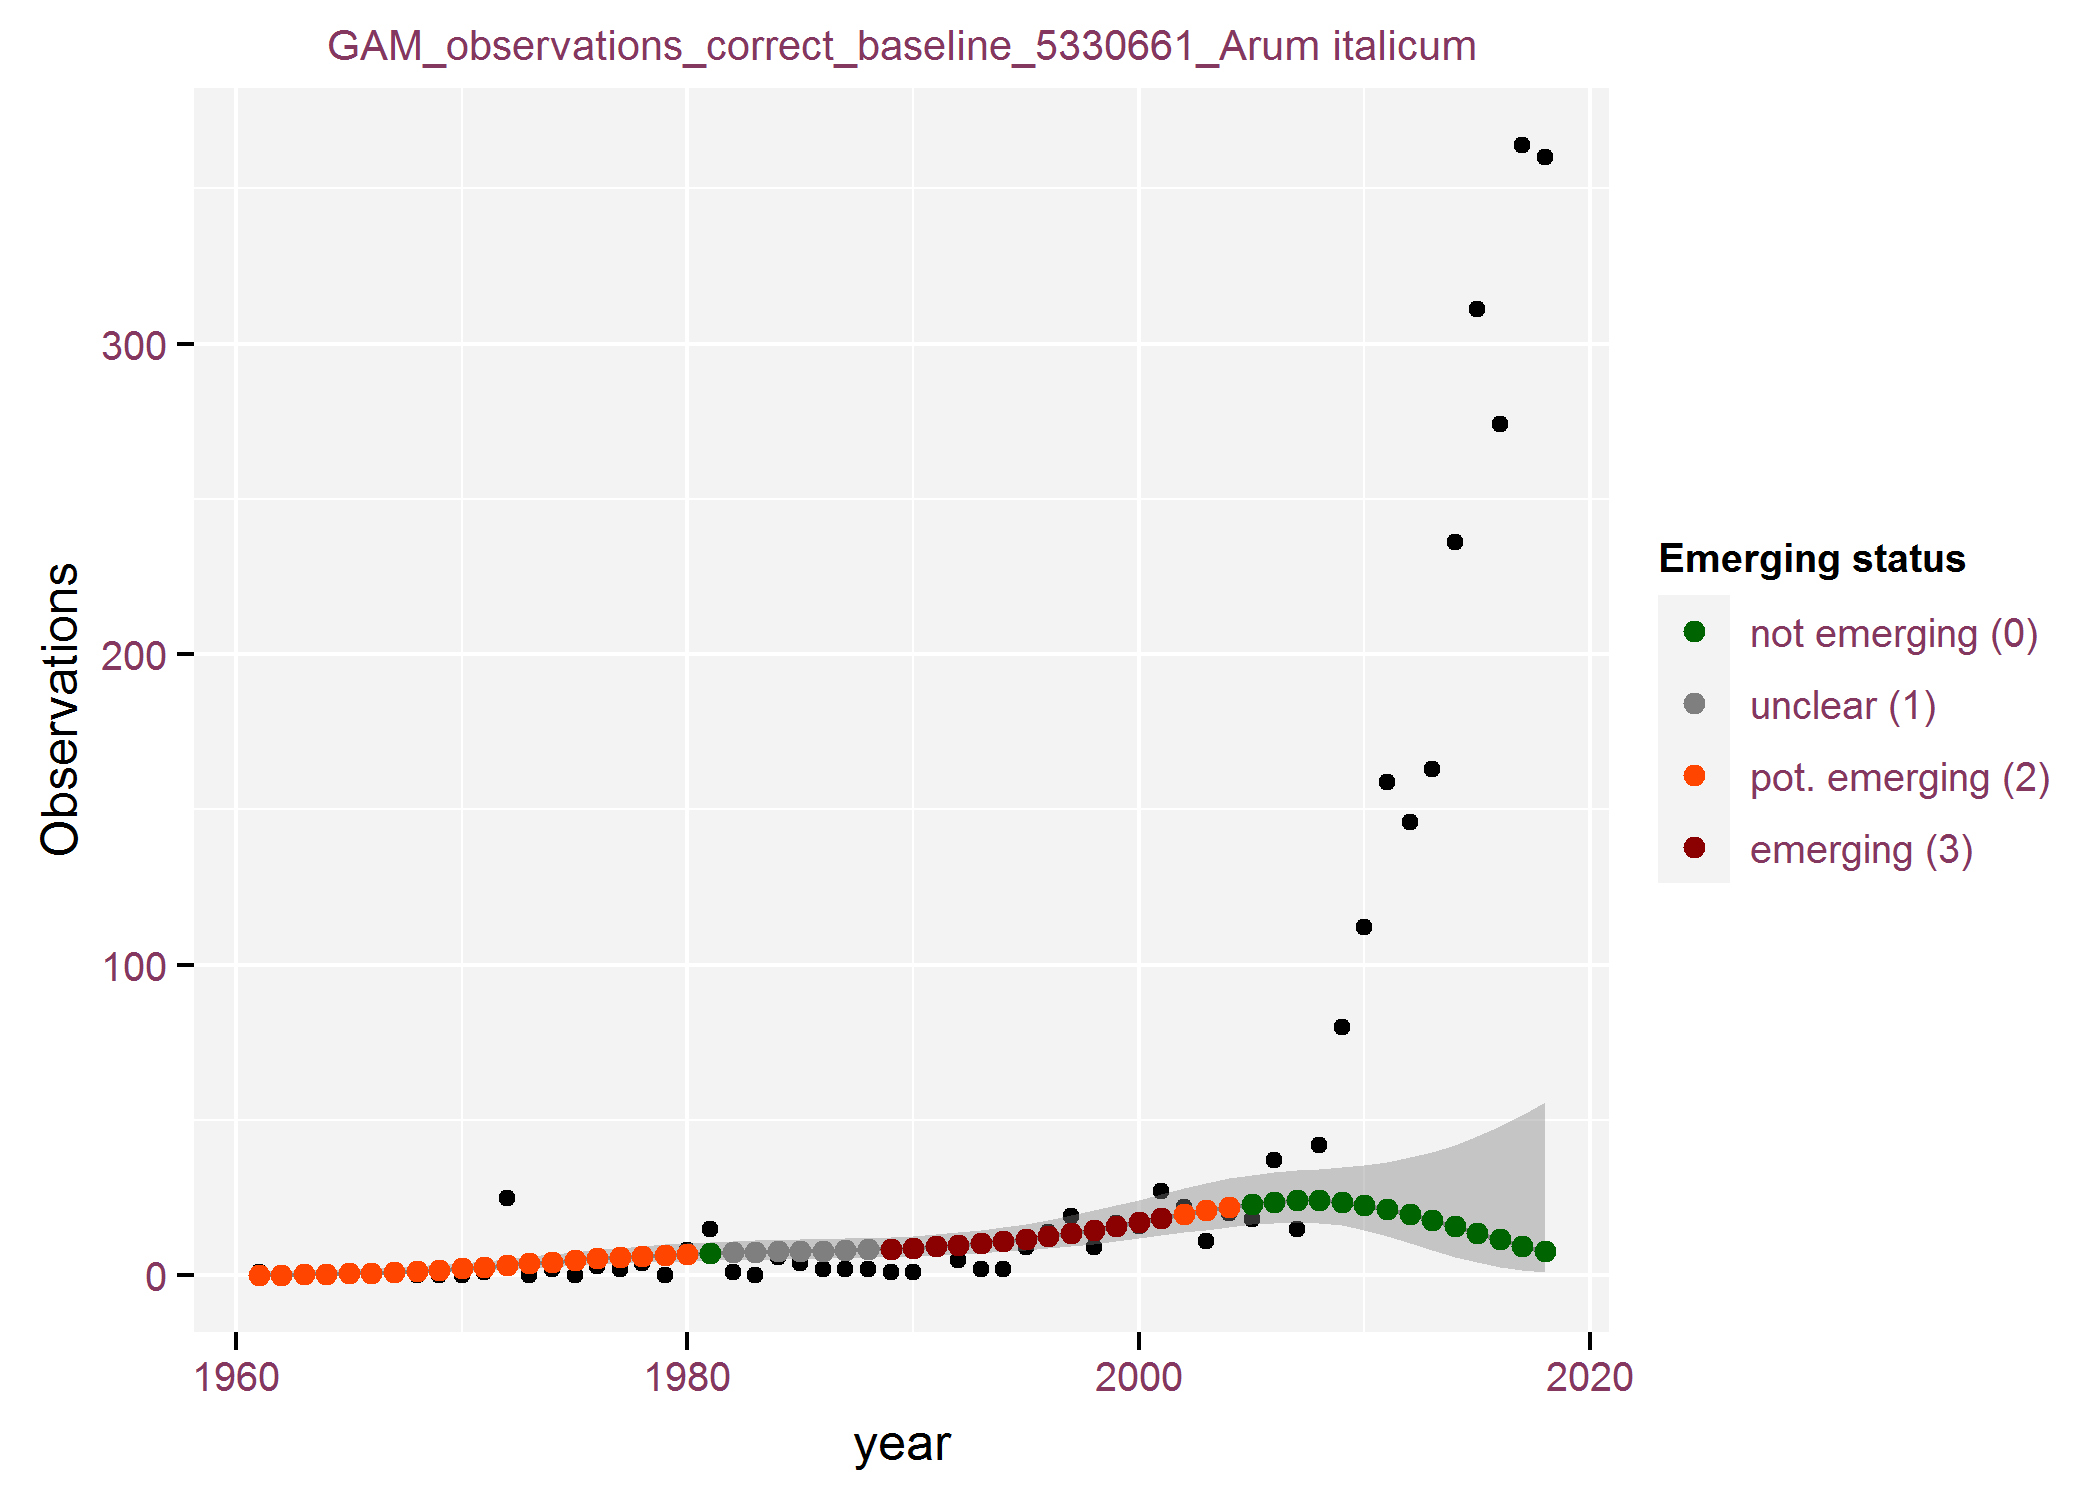 GAM_observations_correct_baseline_5330661_Arum italicum
Observations
300
200
100
0
1960
1980
2000
2020
year
Emerging status
not emerging (0)
unclear (1)
pot. emerging (2)
emerging (3)